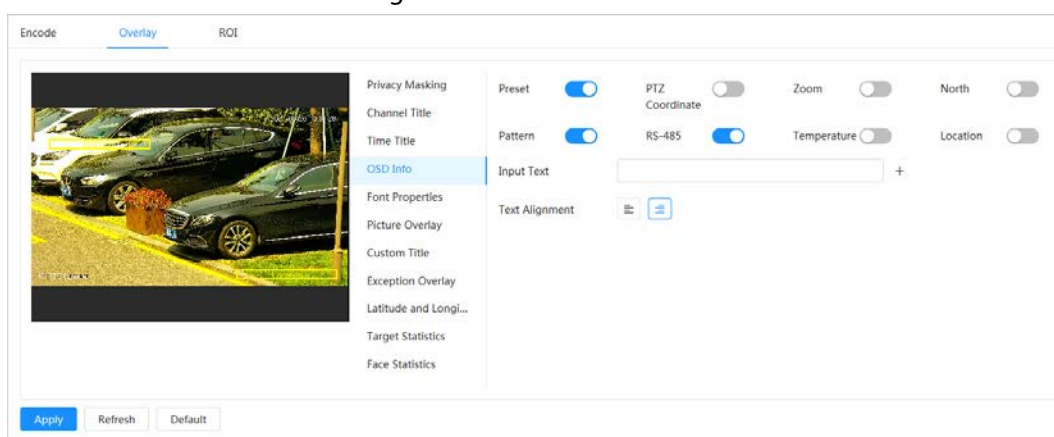 Encode Overlay ROI
Privacy Masking
Channel Title
Time Title
OSD Info
Font Properties
Picture Overlay
Custom Title
Exception Overlay
Latitude and Longi...
Target Statistics
Face Statistics
Preset PTZ Coordinate Zoom North
Pattern RS-485 Temperature Location
Input Text +
Text Alignment
Apply Refresh Default